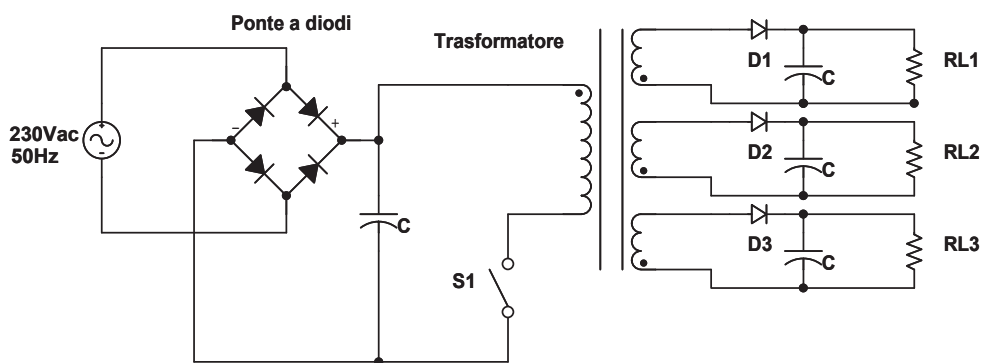 Ponte a diodi
Trasformatore
230Vac
50Hz
-
+
+
-
C
S1
D1
C
RL1
D2
C
RL2
D3
C
RL3